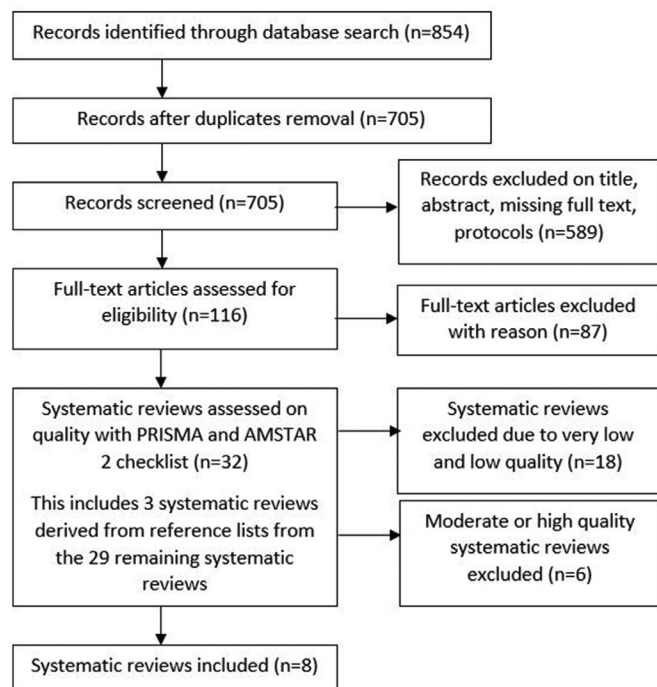 Records identified through database search (n=854)
Records after duplicates removal (n=705)
Records screened (n=705)
Records excluded on title,
abstract, missing full text,
protocols (n=589)
Full-text articles assessed for
eligibility (n=116)
Full-text articles excluded
with reason (n=87)
Systematic reviews assessed on
quality with PRISMA and AMSTAR
2 checklist (n=32)
This includes 3 systematic reviews
derived from reference lists from
the 29 remaining systematic
reviews
Systematic reviews
excluded due to very low
and low quality (n=18)
Moderate or high quality
systematic reviews
excluded (n=6)
Systematic reviews included (n=8)